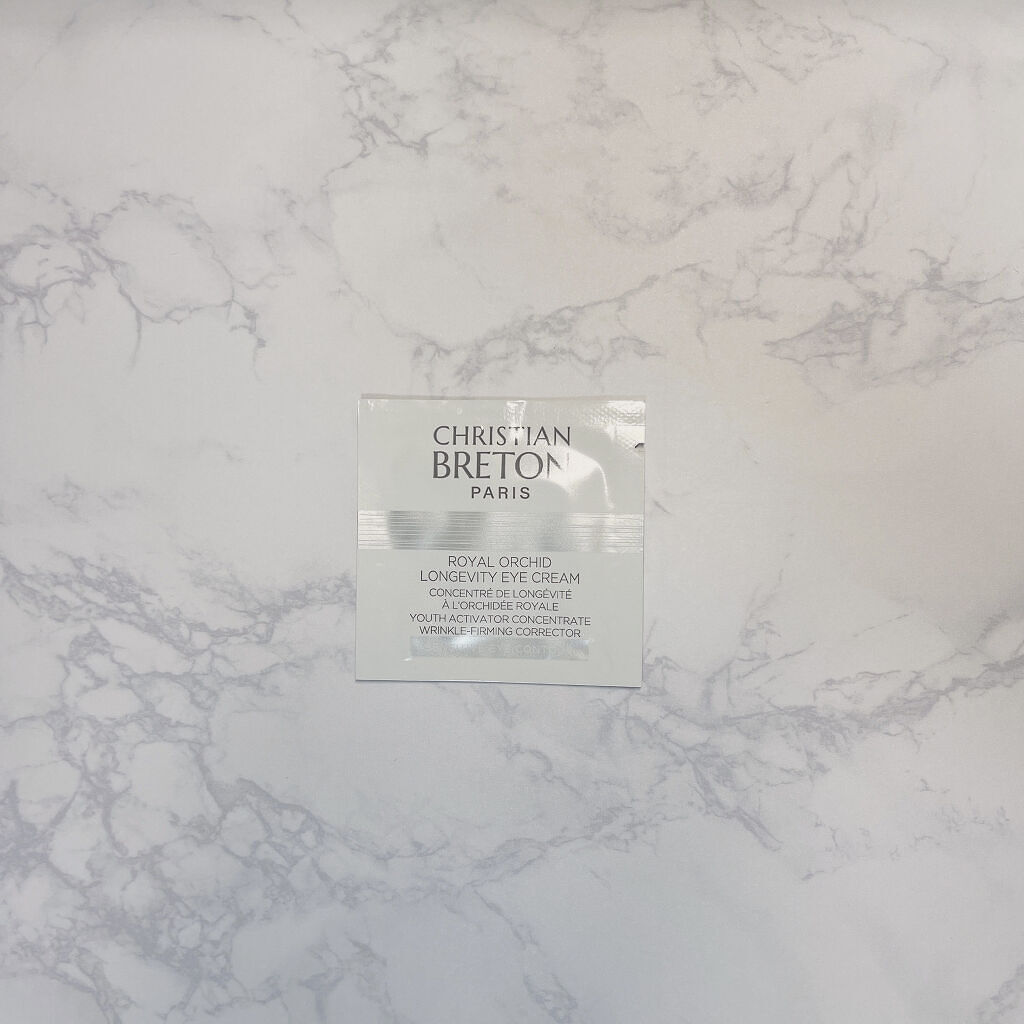 CHRISTIAN
BRETON
PARIS
ROYAL ORCHID
LONGEVITY EYE CREAM
CONCENTRÉ DE LONGÉVITÉ
À L'ORCHIDÉE ROYALE
YOUTH ACTIVATOR CONCENTRATE
WRINKLE-FIRMING CORRECTOR
EYE